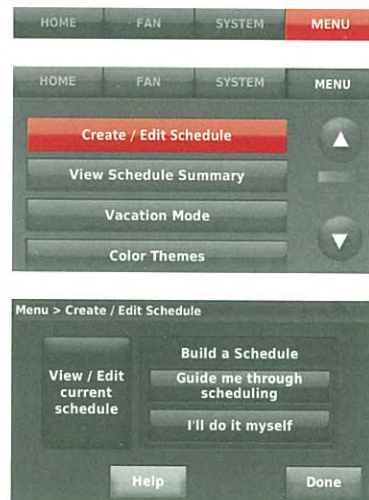 HOME FAN SYSTEM MENU
HOME FAN SYSTEM MENU
Create / Edit Schedule
View Schedule Summary
Vacation Mode
Color Themes
Menu > Create / Edit Schedule
View / Edit
current
schedule
Build a Schedule
Guide me through
scheduling
I'll do it myself
Help Done